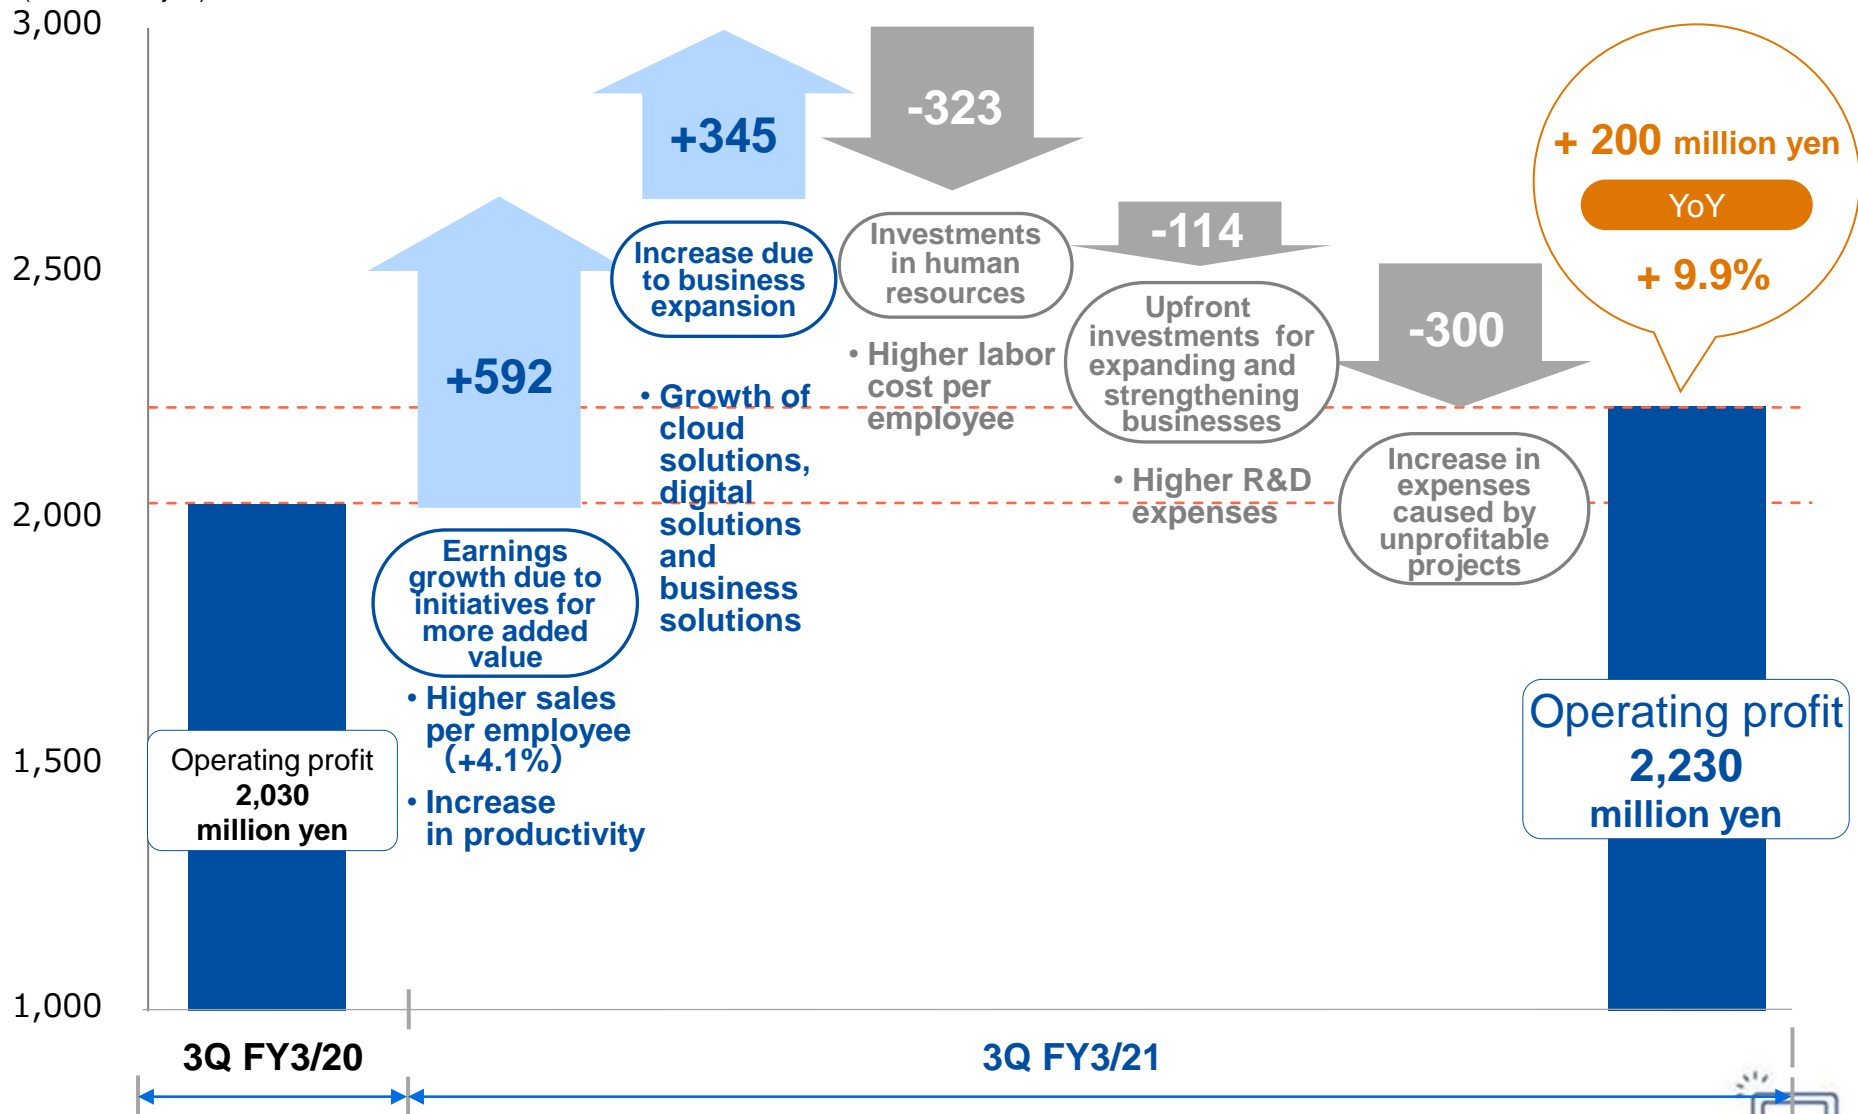 3,000
2,500
2,000
1,500
1,000
Operating profit
2,030
million yen
+592
Earnings
growth due to
initiatives for
more added
value
• Higher sales
per employee
(+4.1%)
• Increase
in productivity
+345
Increase due
to business
expansion
• Growth of
cloud
solutions,
digital
solutions
and
business
solutions
-323
Investments
in human
resources
• Higher labor
cost per
employee
-114
Upfront
investments for
expanding and
strengthening
businesses
• Higher R&D
expenses
-300
Increase in
expenses
caused by
unprofitable
projects
+ 200 million yen
YoY
+ 9.9%
Operating profit
2,230
million yen
3Q FY3/20
3Q FY3/21